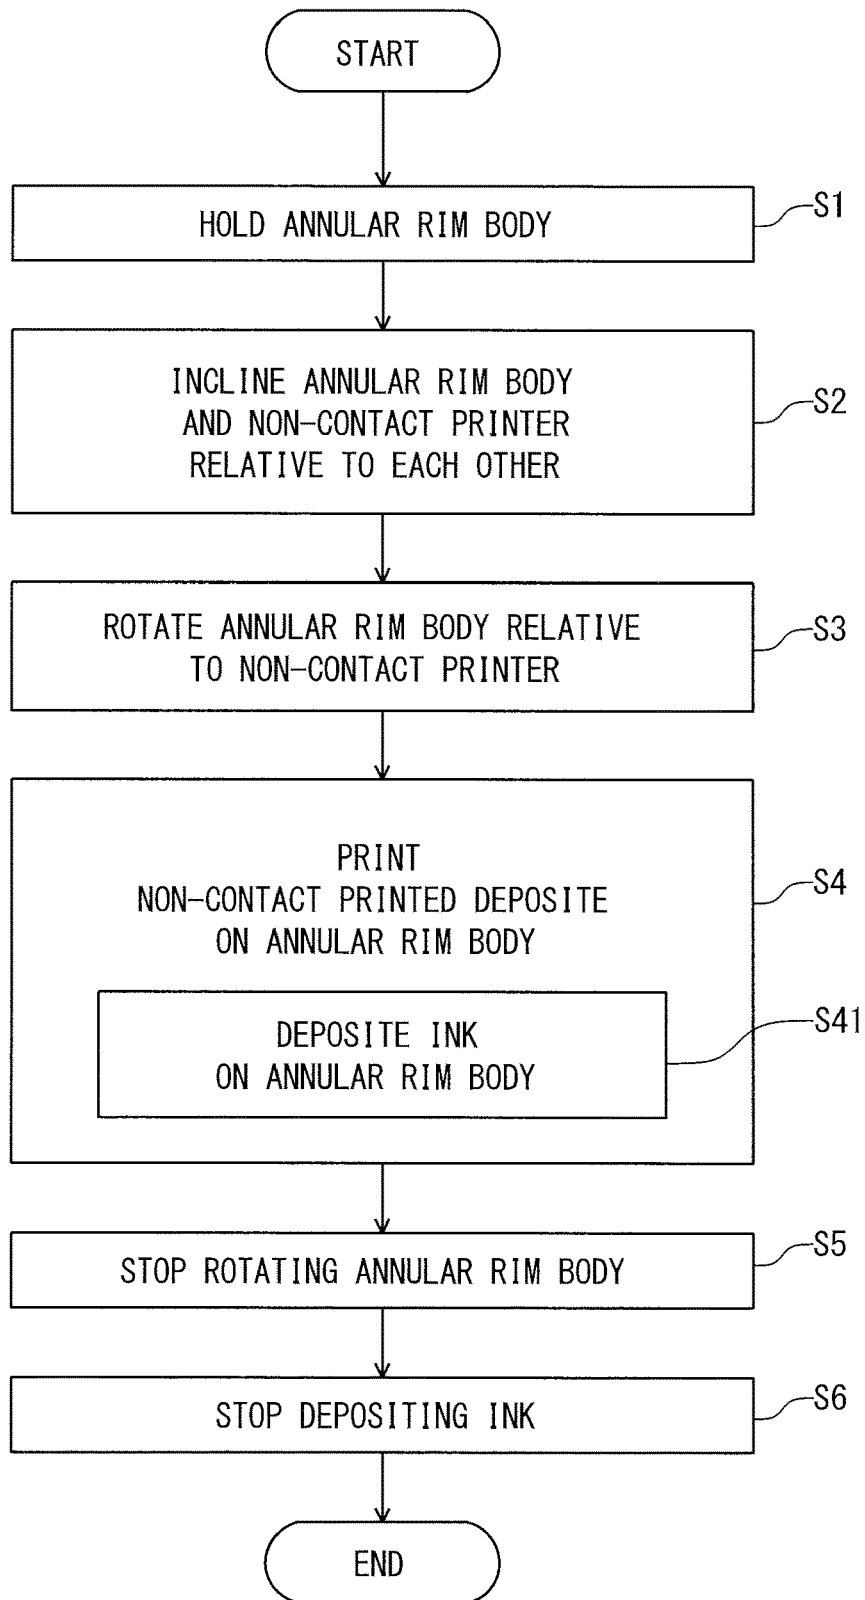 START
HOLD ANNULAR RIM BODY
S1
INCLINE ANNULAR RIM BODY
AND NON-CONTACT PRINTER
RELATIVE TO EACH OTHER
S2
ROTATE ANNULAR RIM BODY RELATIVE
TO NON-CONTACT PRINTER
S3
PRINT
NON-CONTACT PRINTED DEPOSITE
ON ANNULAR RIM BODY
S4
DEPOSITE INK
ON ANNULAR RIM BODY
S41
STOP ROTATING ANNULAR RIM BODY
S5
STOP DEPOSITING INK
S6
END